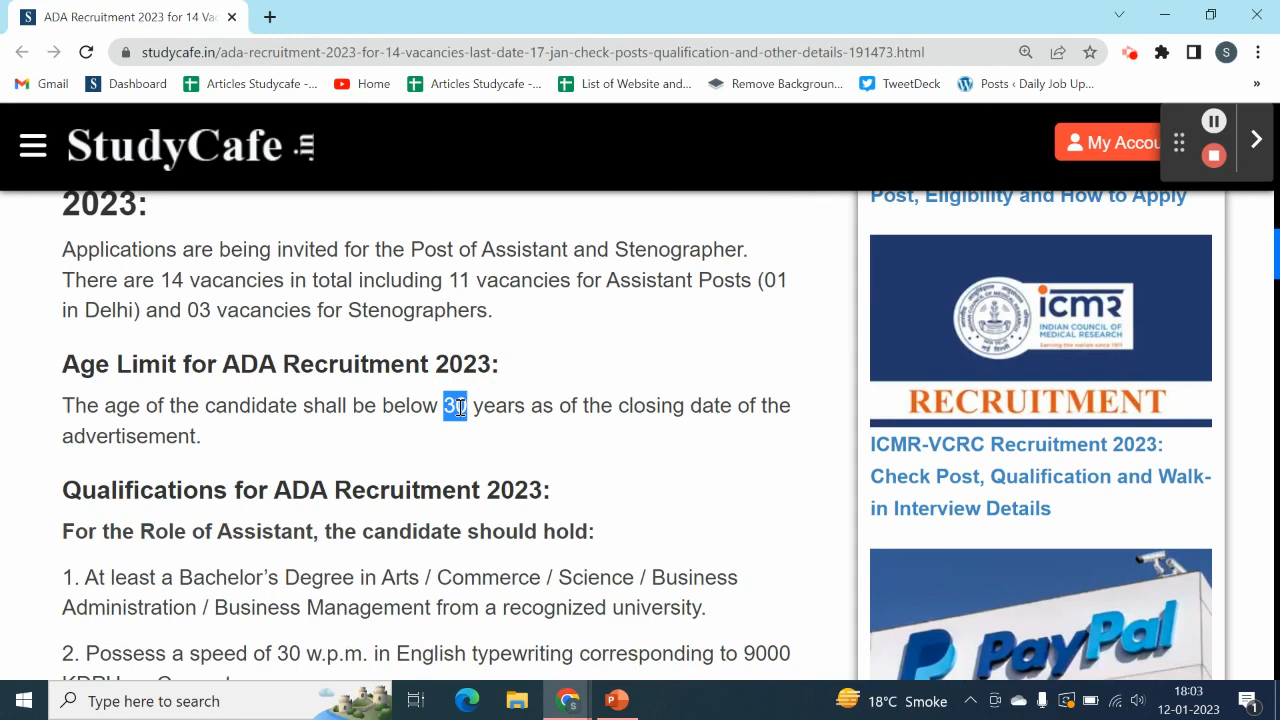 ADA Recruitment 2023 for 14 Va
studycafe.in/ada-recruitment-2023-for-14-vacancies-last-date-17-jan-check-posts-qualification-and-other-details-191473.html
Gmail
Dashboard
Articles Studycafe -...
Home
Articles Studycafe -...
List of Website and...
Remove Backgroun...
TweetDeck
Posts ‹ Daily Job Up...
StudyCafe .in
My Accou
2023:
Applications are being invited for the Post of Assistant and Stenographer.
There are 14 vacancies in total including 11 vacancies for Assistant Posts (01
in Delhi) and 03 vacancies for Stenographers.
Age Limit for ADA Recruitment 2023:
The age of the candidate shall be below 30 years as of the closing date of the
advertisement.
Qualifications for ADA Recruitment 2023:
For the Role of Assistant, the candidate should hold:
1. At least a Bachelor’s Degree in Arts / Commerce / Science / Business
Administration / Business Management from a recognized university.
2. Possess a speed of 30 w.p.m. in English typewriting corresponding to 9000
Post, Eligibility and How to Apply
icmr
INDIAN COUNCIL OF
MEDICAL RESEARCH
Serving the nation since 1911
RECRUITMENT
ICMR-VCRC Recruitment 2023:
Check Post, Qualification and Walk-
in Interview Details
PayPal
Type here to search
18°C Smoke
18:03
12-01-2023